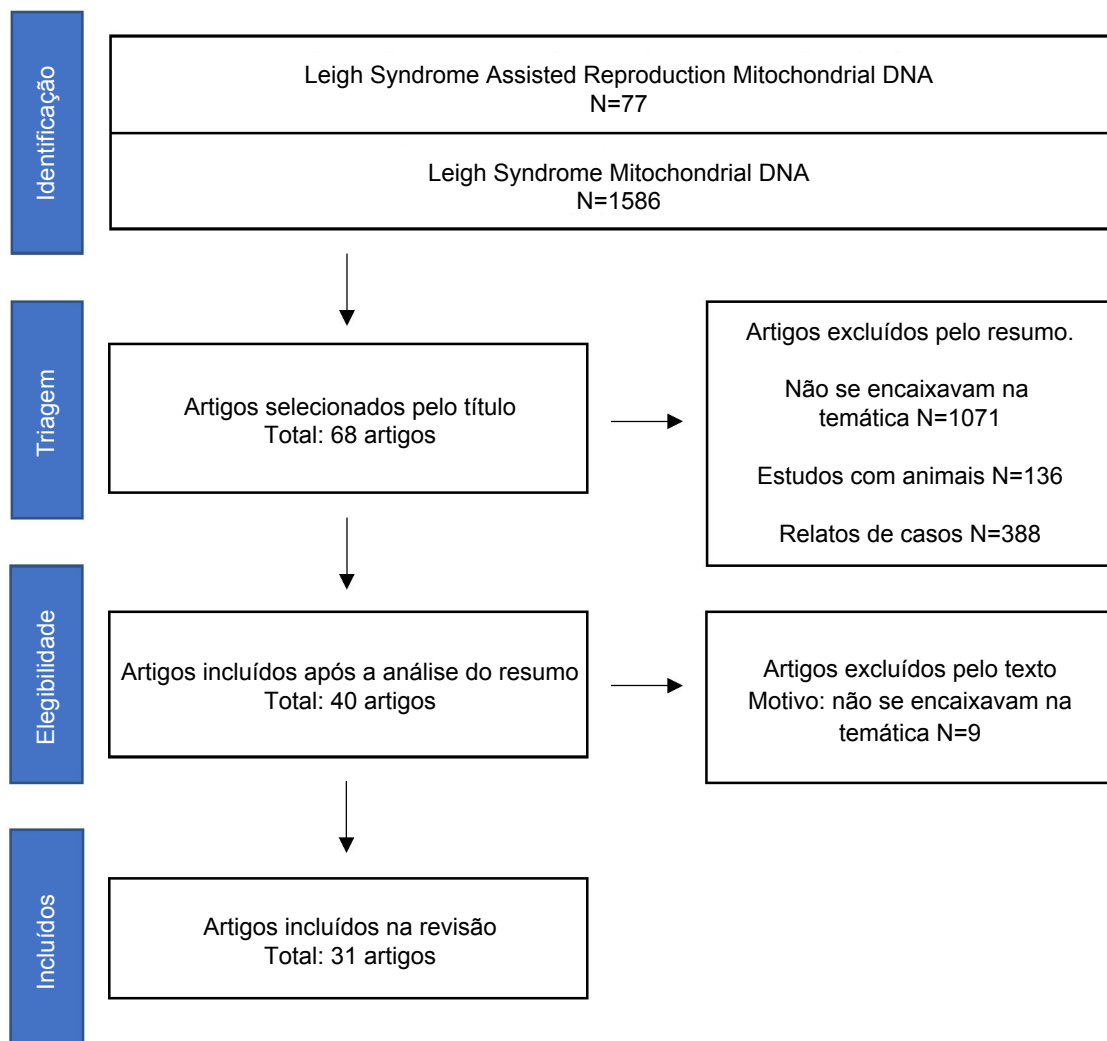 Identificação
Leigh Syndrome Assisted Reproduction Mitochondrial DNA
N=77
Leigh Syndrome Mitochondrial DNA
N=1586
Triagem
Artigos selecionados pelo título
Total: 68 artigos
Artigos excluídos pelo resumo.
Não se encaixavam na
temática N=1071
Estudos com animais N=136
Relatos de casos N=388
Elegibilidade
Artigos incluídos após a análise do resumo
Total: 40 artigos
Artigos excluídos pelo texto
Motivo: não se encaixavam na
temática N=9
Incluídos
Artigos incluídos na revisão
Total: 31 artigos